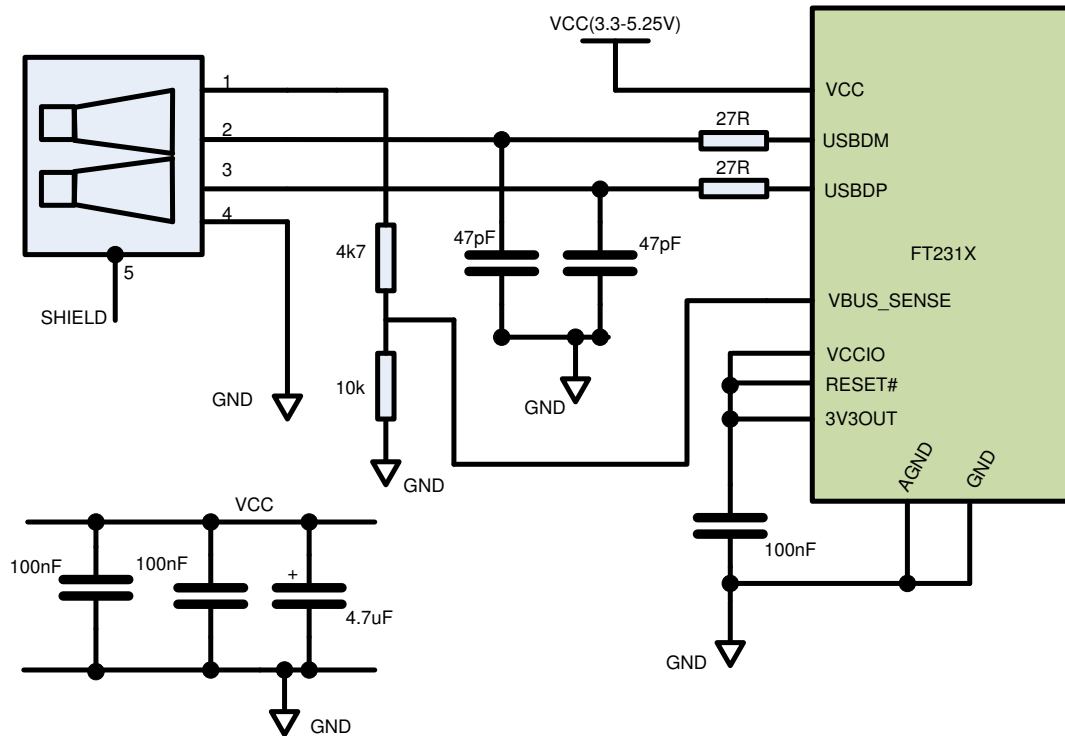 VCC(3.3-5.25V)
1
VCC
27R
2
USBDM
27R
3
USBDP
4
4k7
47pF
47pF
FT231X
5
VBUS_SENSE
SHIELD
VCCIO
RESET#
10k
GND
GND
3V3OUT
AGND
GND
GND
VCC
100nF
100nF
100nF
+
4.7uF
GND
GND